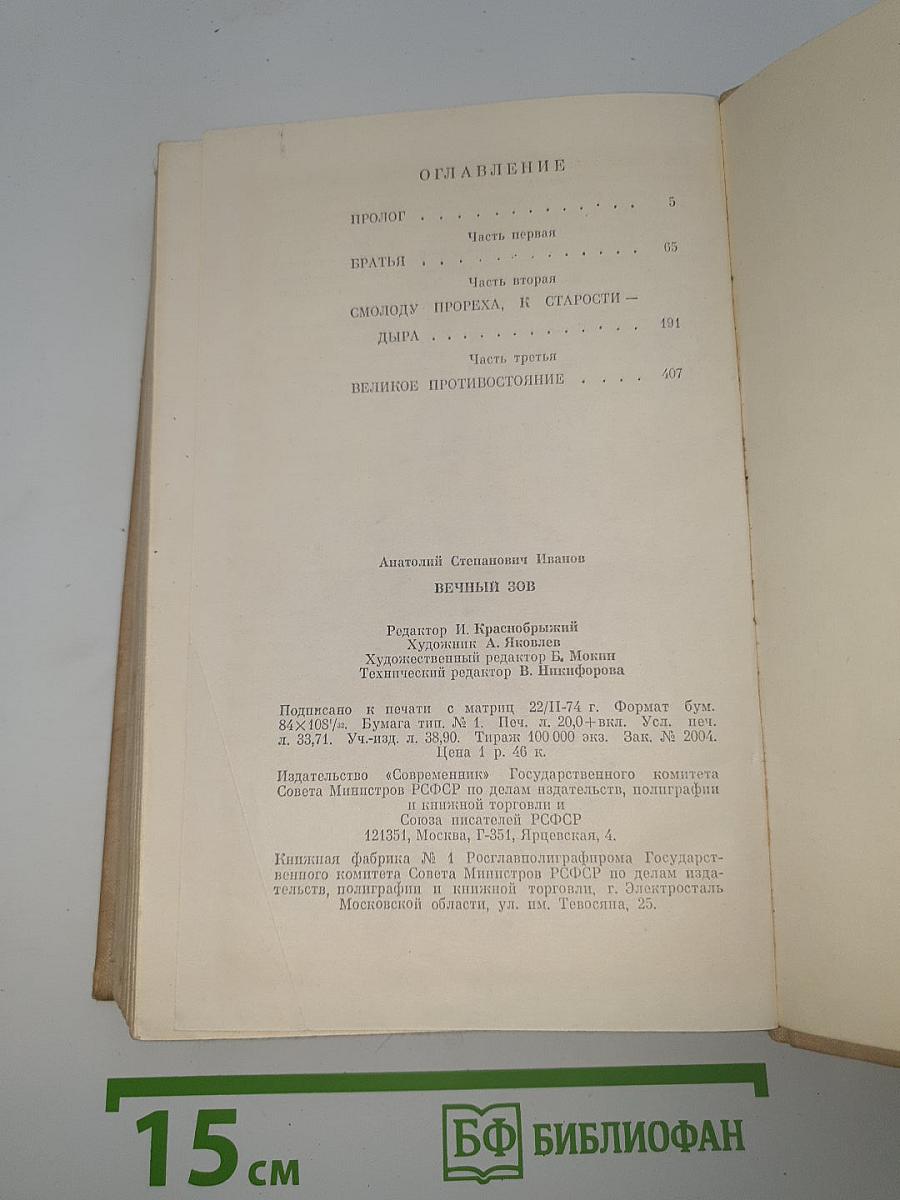 ОГЛАВЛЕНИЕ
ПРОЛОГ . . . . . . . . . . . . . 5
Часть первая
БРАТЬЯ . . . . . . . . . . . . . 65
Часть вторая
СМОЛОДУ ПРОРЕХА, К СТАРОСТИ —
ДЫРА . . . . . . . . . . . . . 191
Часть третья
ВЕЛИКОЕ ПРОТИВОСТОЯНИЕ . . . . 407
Анатолий Степанович Иванов
ВЕЧНЫЙ ЗОВ
Редактор И. Краснобрыжий
Художник А. Яковлев
Художественный редактор Б. Мокин
Технический редактор В. Никифорова
Подписано к печати с матриц 22/II-74 г. Формат бум.
84×108¹/₃₂. Бумага тип. № 1. Печ. л. 20,0+вкл. Усл. печ.
л. 33,71. Уч.-изд. л. 38,90. Тираж 100 000 экз. Зак. № 2004.
Цена 1 р. 46 к.
Издательство «Современник» Государственного комитета
Совета Министров РСФСР по делам издательств, полиграфии
и книжной торговли и
Союза писателей РСФСР
121351, Москва, Г-351, Ярцевская, 4.
Книжная фабрика № 1 Росглавполиграфпрома Государст-
венного комитета Совета Министров РСФСР по делам изда-
тельств, полиграфии и книжной торговли, г. Электросталь
Московской области, ул. им. Тевосяна, 25.
15 см
БФ БИБЛИОФАН